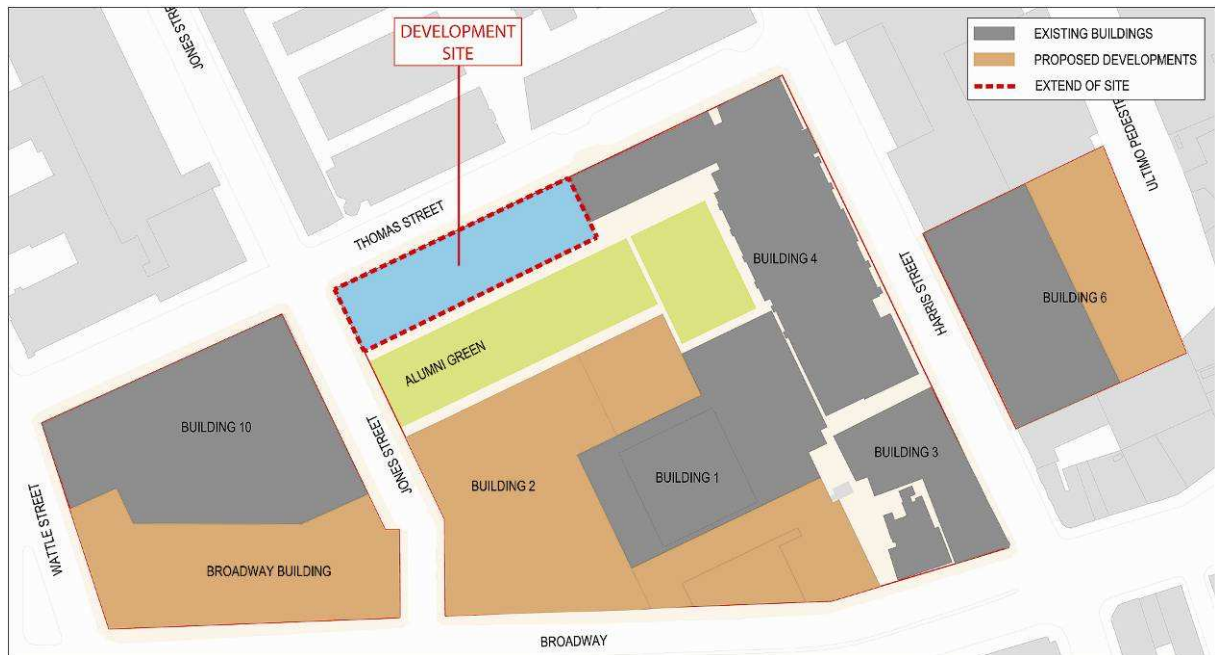 JONES STREET
DEVELOPMENT
SITE
EXISTING BUILDINGS
PROPOSED DEVELOPMENTS
EXTEND OF SITE
ULTIMO PEDESTR
THOMAS STREET
BUILDING 4
HARRIS STREET
BUILDING 6
ALUMNI GREEN
BUILDING 10
JONES STREET
BUILDING 3
BUILDING 2
BUILDING 1
WATTLE STREET
BROADWAY BUILDING
BROADWAY